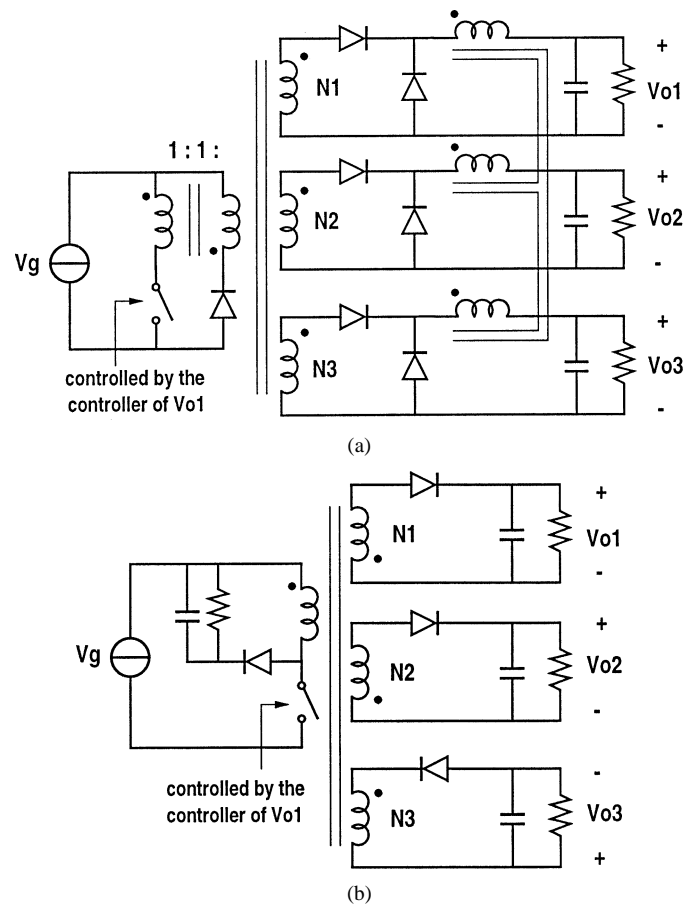 +
N1
Vo1
-
1:1:
+
N2
Vo2
-
Vg
+
N3
Vo3
-
controlled by the
controller of Vo1
(a)
+
N1
Vo1
-
+
Vg
N2
Vo2
-
controlled by the
controller of Vo1
-
N3
Vo3
+
(b)